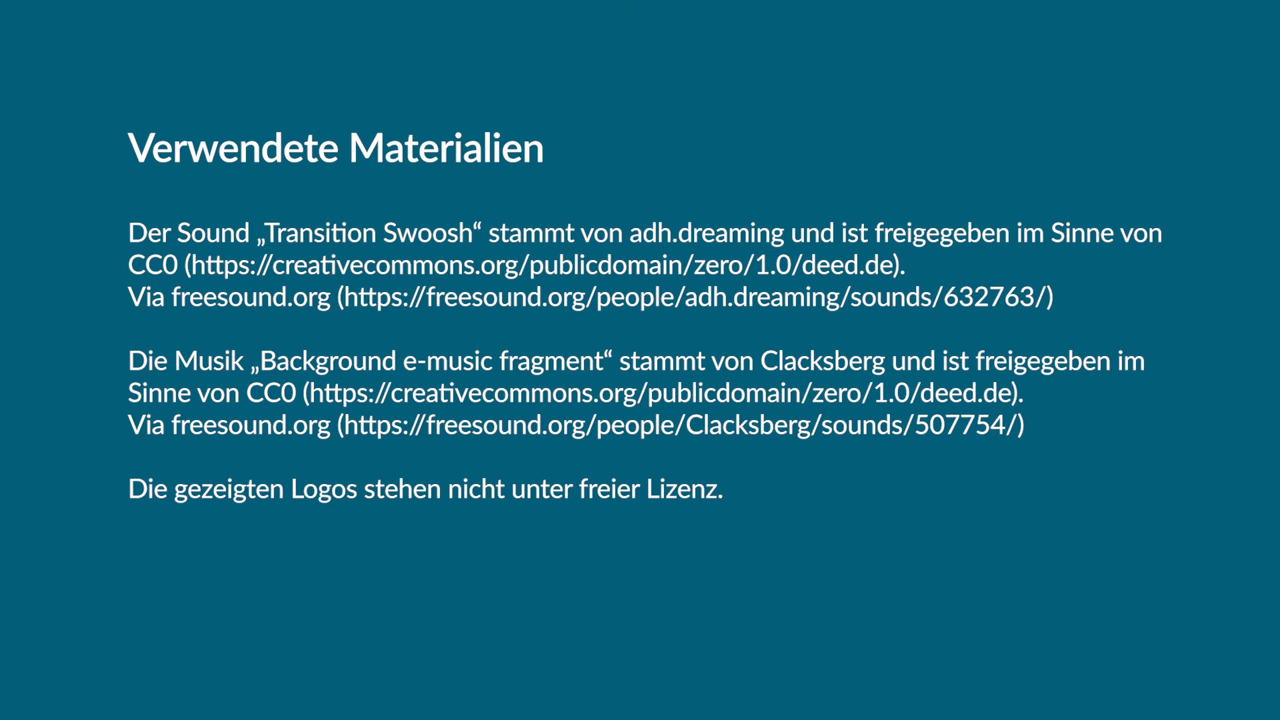 Verwendete Materialien
Der Sound „Transition Swoosh“ stammt von adh.dreaming und ist freigegeben im Sinne von
CC0 (https://creativecommons.org/publicdomain/zero/1.0/deed.de).
Via freesound.org (https://freesound.org/people/adh.dreaming/sounds/632763/)
Die Musik „Background e-music fragment“ stammt von Clacksberg und ist freigegeben im
Sinne von CC0 (https://creativecommons.org/publicdomain/zero/1.0/deed.de).
Via freesound.org (https://freesound.org/people/Clacksberg/sounds/507754/)
Die gezeigten Logos stehen nicht unter freier Lizenz.